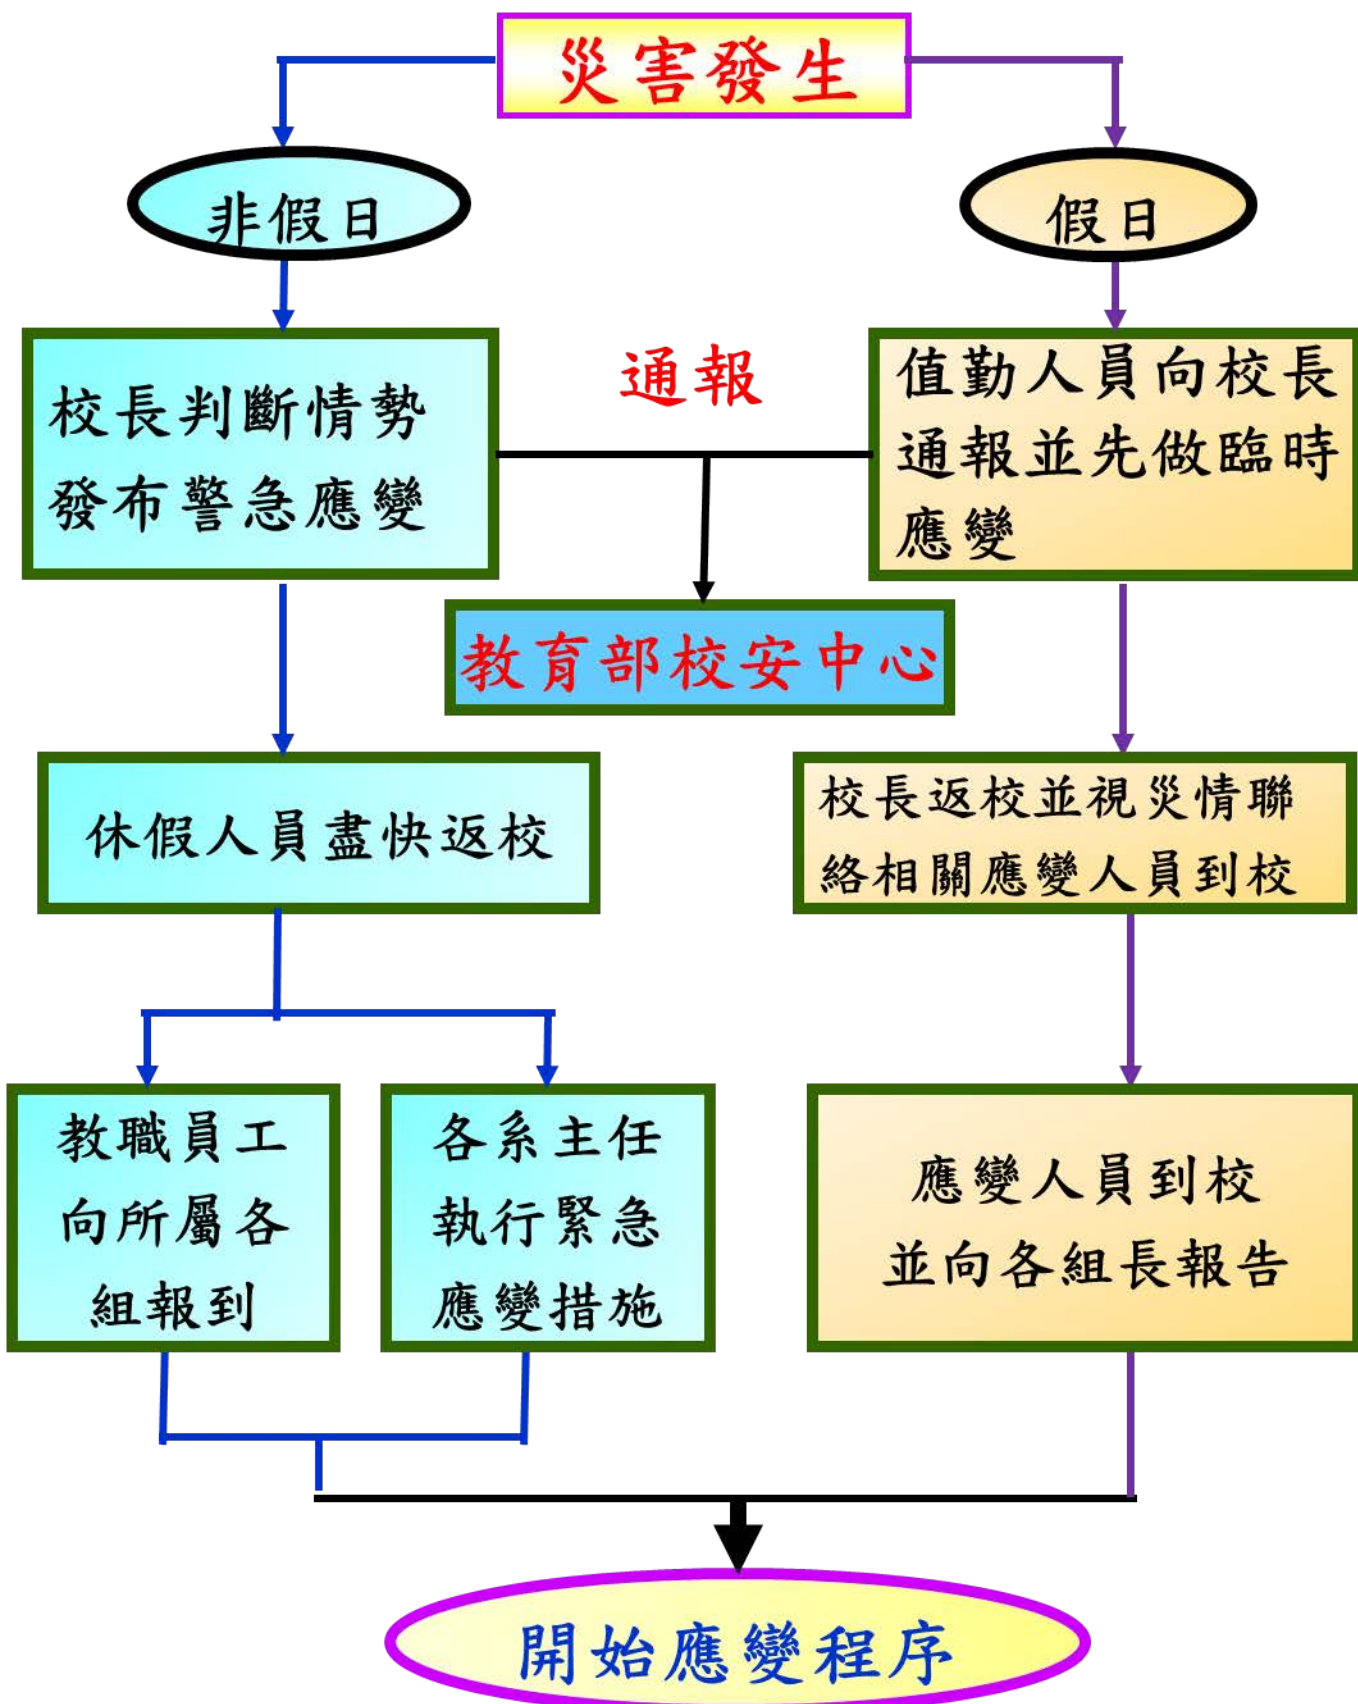 災害發生
非假日
假日
校長判斷情勢
發布警急應變
通報
值勤人員向校長
通報並先做臨時
應變
教育部校安中心
休假人員盡快返校
校長返校並視災情聯
絡相關應變人員到校
教職員工
向所屬各
組報到
各系主任
執行緊急
應變措施
應變人員到校
並向各組長報告
開始應變程序